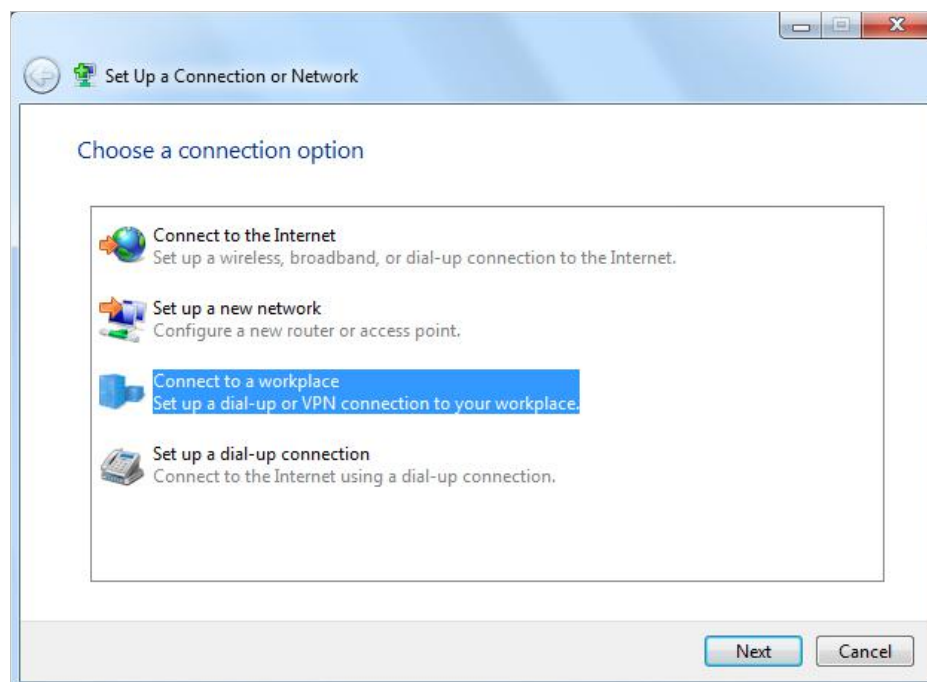 Set Up a Connection or Network
Choose a connection option
Connect to the Internet
Set up a wireless, broadband, or dial-up connection to the Internet.
Set up a new network
Configure a new router or access point.
Connect to a workplace
Set up a dial-up or VPN connection to your workplace.
Set up a dial-up connection
Connect to the Internet using a dial-up connection.
Next
Cancel